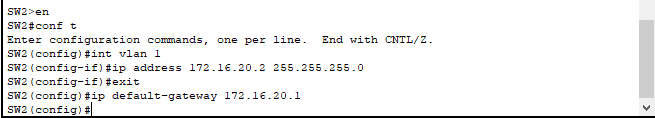 SW2>en
SW2#conf t
Enter configuration commands, one per line.  End with CNTL/Z.
SW2(config)#int vlan 1
SW2(config-if)#ip address 172.16.20.2 255.255.255.0
SW2(config-if)#exit
SW2(config)#ip default-gateway 172.16.20.1
SW2(config)#